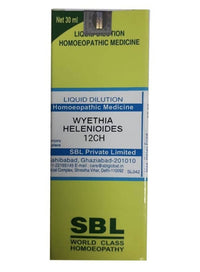 Net 30 ml
LIQUID DILUTION
HOMOEOPATHIC MEDICINE
LIQUID DILUTION
Homoeopathic Medicine
WYETHIA
HELENIOIDES
12CH
SBL Private Limited
ahibabad, Ghaziabad-201010
SBL
WORLD CLASS
HOMOEOPATHY